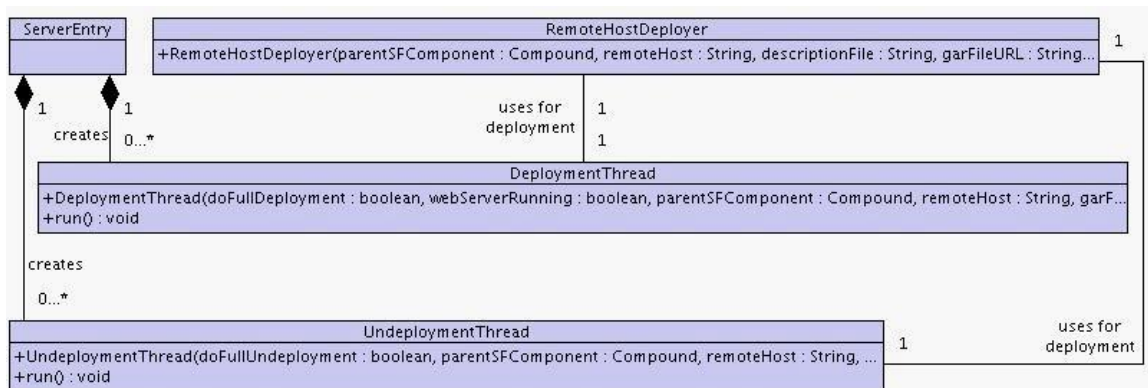 ServerEntry
RemoteHostDeployer
+RemoteHostDeployer(parentSFComponent : Compound, remoteHost : String, descriptionFile : String, garFileURL : String...
1
1
1
uses for
deployment
1
creates
0...*
1
DeploymentThread
+DeploymentThread(doFullDeployment : boolean, webServerRunning : boolean, parentSFComponent : Compound, remoteHost : String, garF...
+run() : void
creates
0...*
UndeploymentThread
+UndeploymentThread(doFullUndeployment : boolean, parentSFComponent : Compound, remoteHost : String, ...
+run() : void
1
uses for
deployment